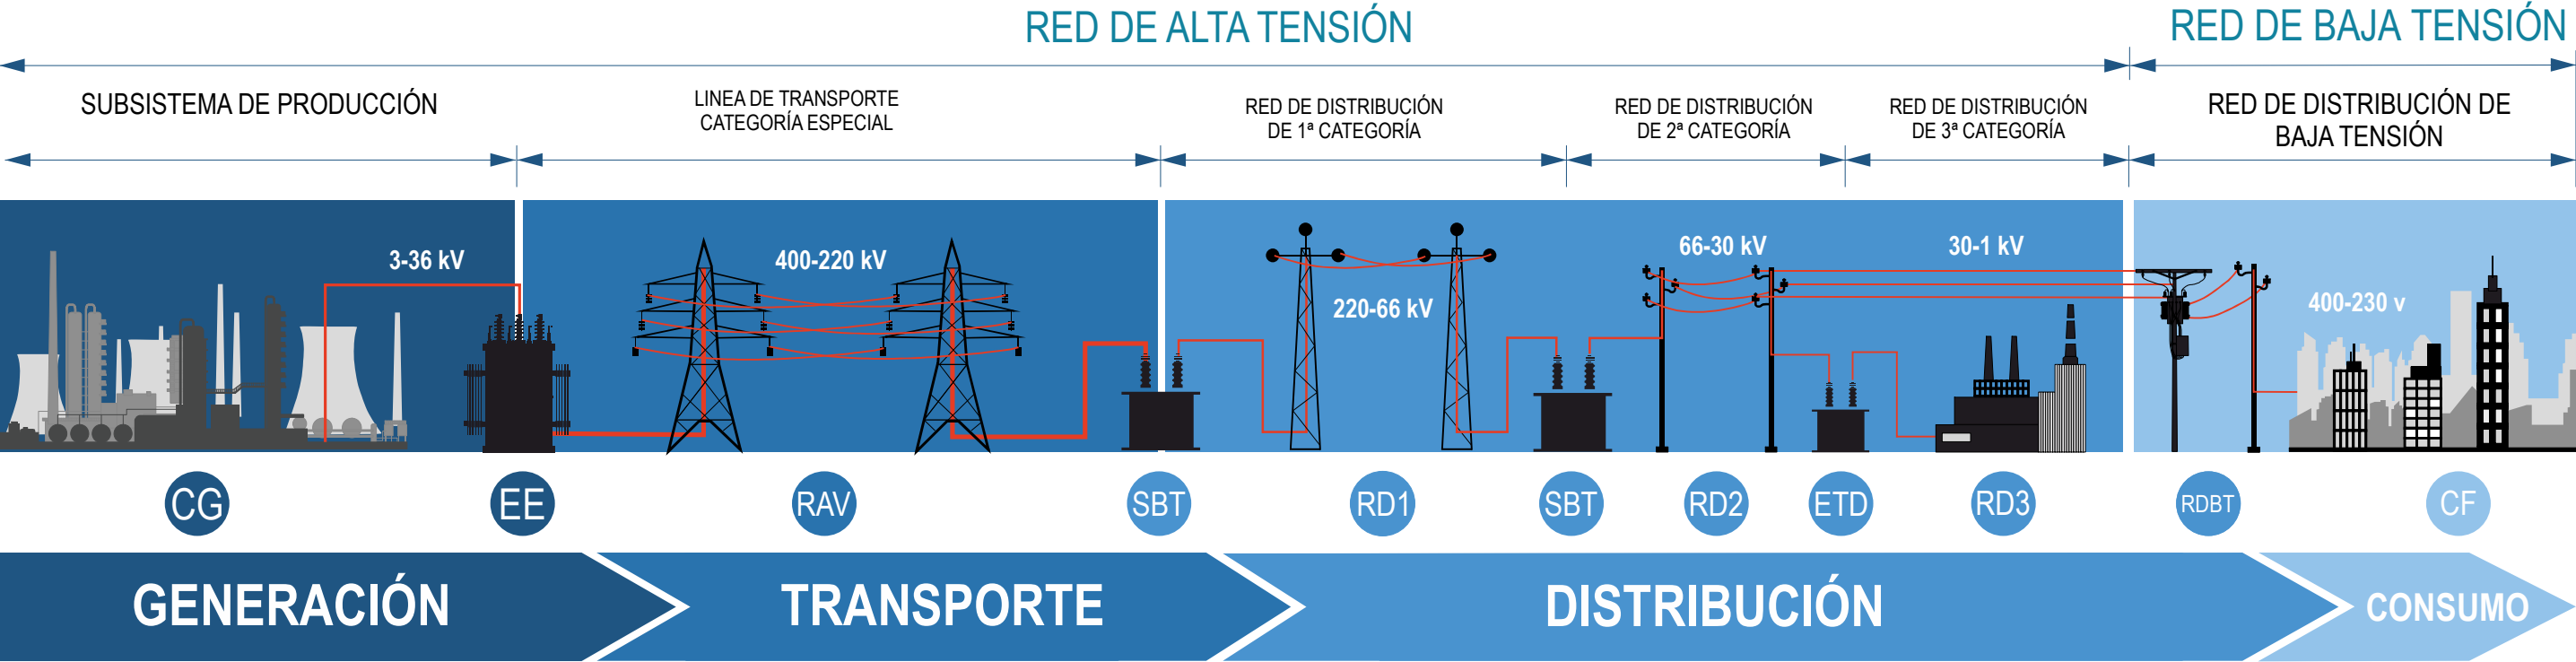 RED DE ALTA TENSIÓN
RED DE BAJA TENSIÓN
SUBSISTEMA DE PRODUCCIÓN
LINEA DE TRANSPORTE
CATEGORÍA ESPECIAL
RED DE DISTRIBUCIÓN
DE 1ª CATEGORÍA
RED DE DISTRIBUCIÓN
DE 2ª CATEGORÍA
RED DE DISTRIBUCIÓN
DE 3ª CATEGORÍA
RED DE DISTRIBUCIÓN DE
BAJA TENSIÓN
3-36 kV
400-220 kV
220-66 kV
66-30 kV
30-1 kV
400-230 v
CG
EE
RAV
SBT
RD1
SBT
RD2
ETD
RD3
RDBT
CF
GENERACIÓN
TRANSPORTE
DISTRIBUCIÓN
CONSUMO